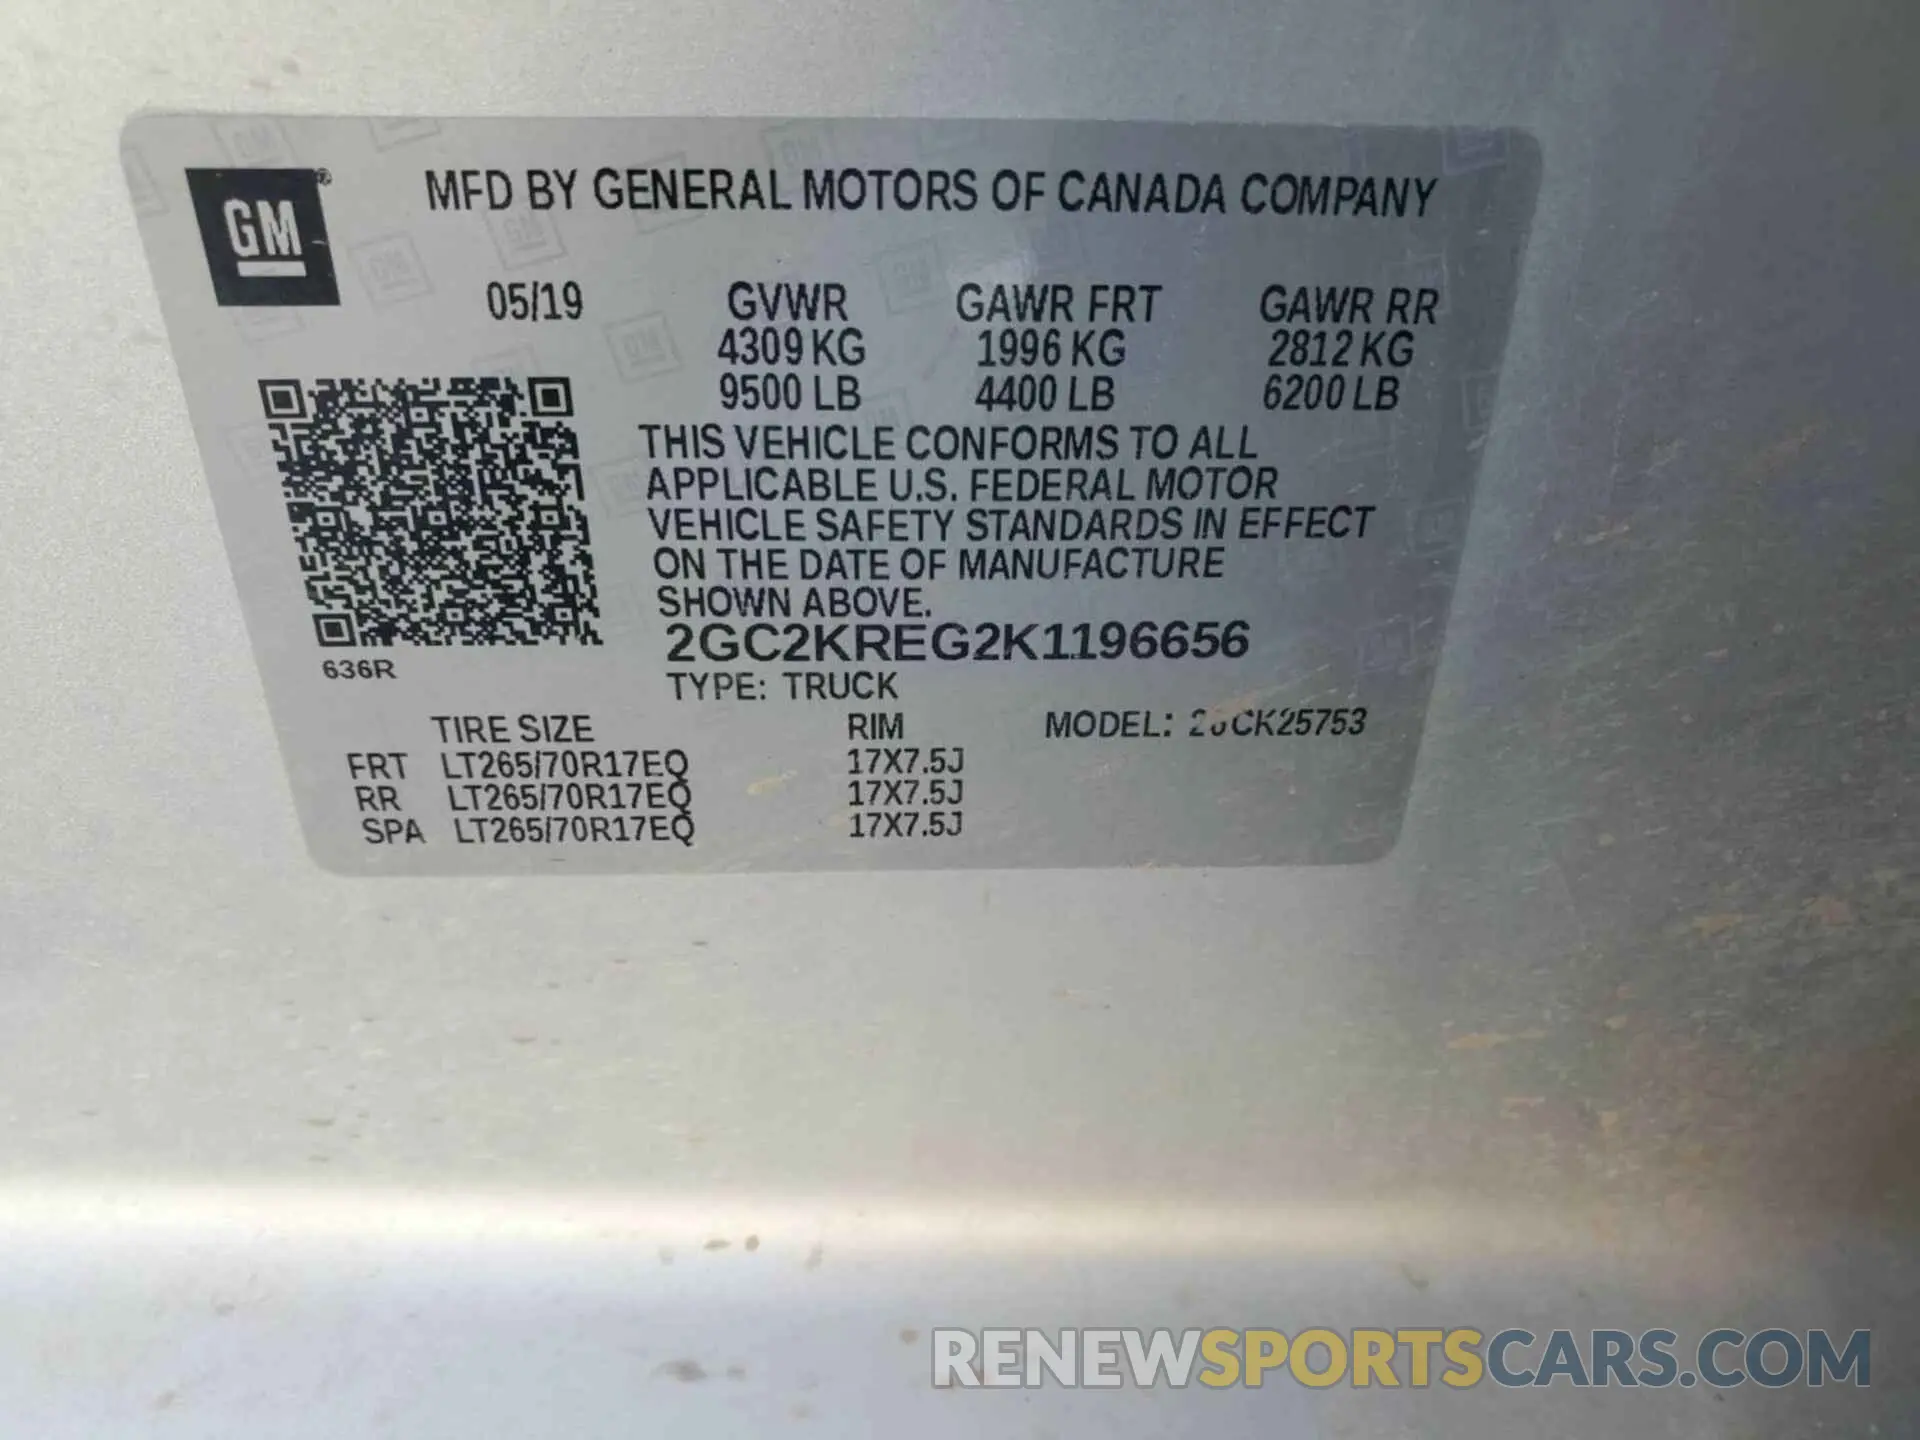 GM®
MFD BY GENERAL MOTORS OF CANADA COMPANY
05/19 GVWR GAWR FRT GAWR RR
4309 KG 1996 KG 2812 KG
9500 LB 4400 LB 6200 LB
THIS VEHICLE CONFORMS TO ALL
APPLICABLE U.S. FEDERAL MOTOR
VEHICLE SAFETY STANDARDS IN EFFECT
ON THE DATE OF MANUFACTURE
SHOWN ABOVE.
2GC2KREG2K1196656
636R
TYPE: TRUCK
TIRE SIZE RIM MODEL:
FRT LT265/70R17EQ 17X7.5J
RR LT265/70R17EQ 17X7.5J
SPA LT265/70R17EQ 17X7.5J
RENEWSPORTSCARS.COM